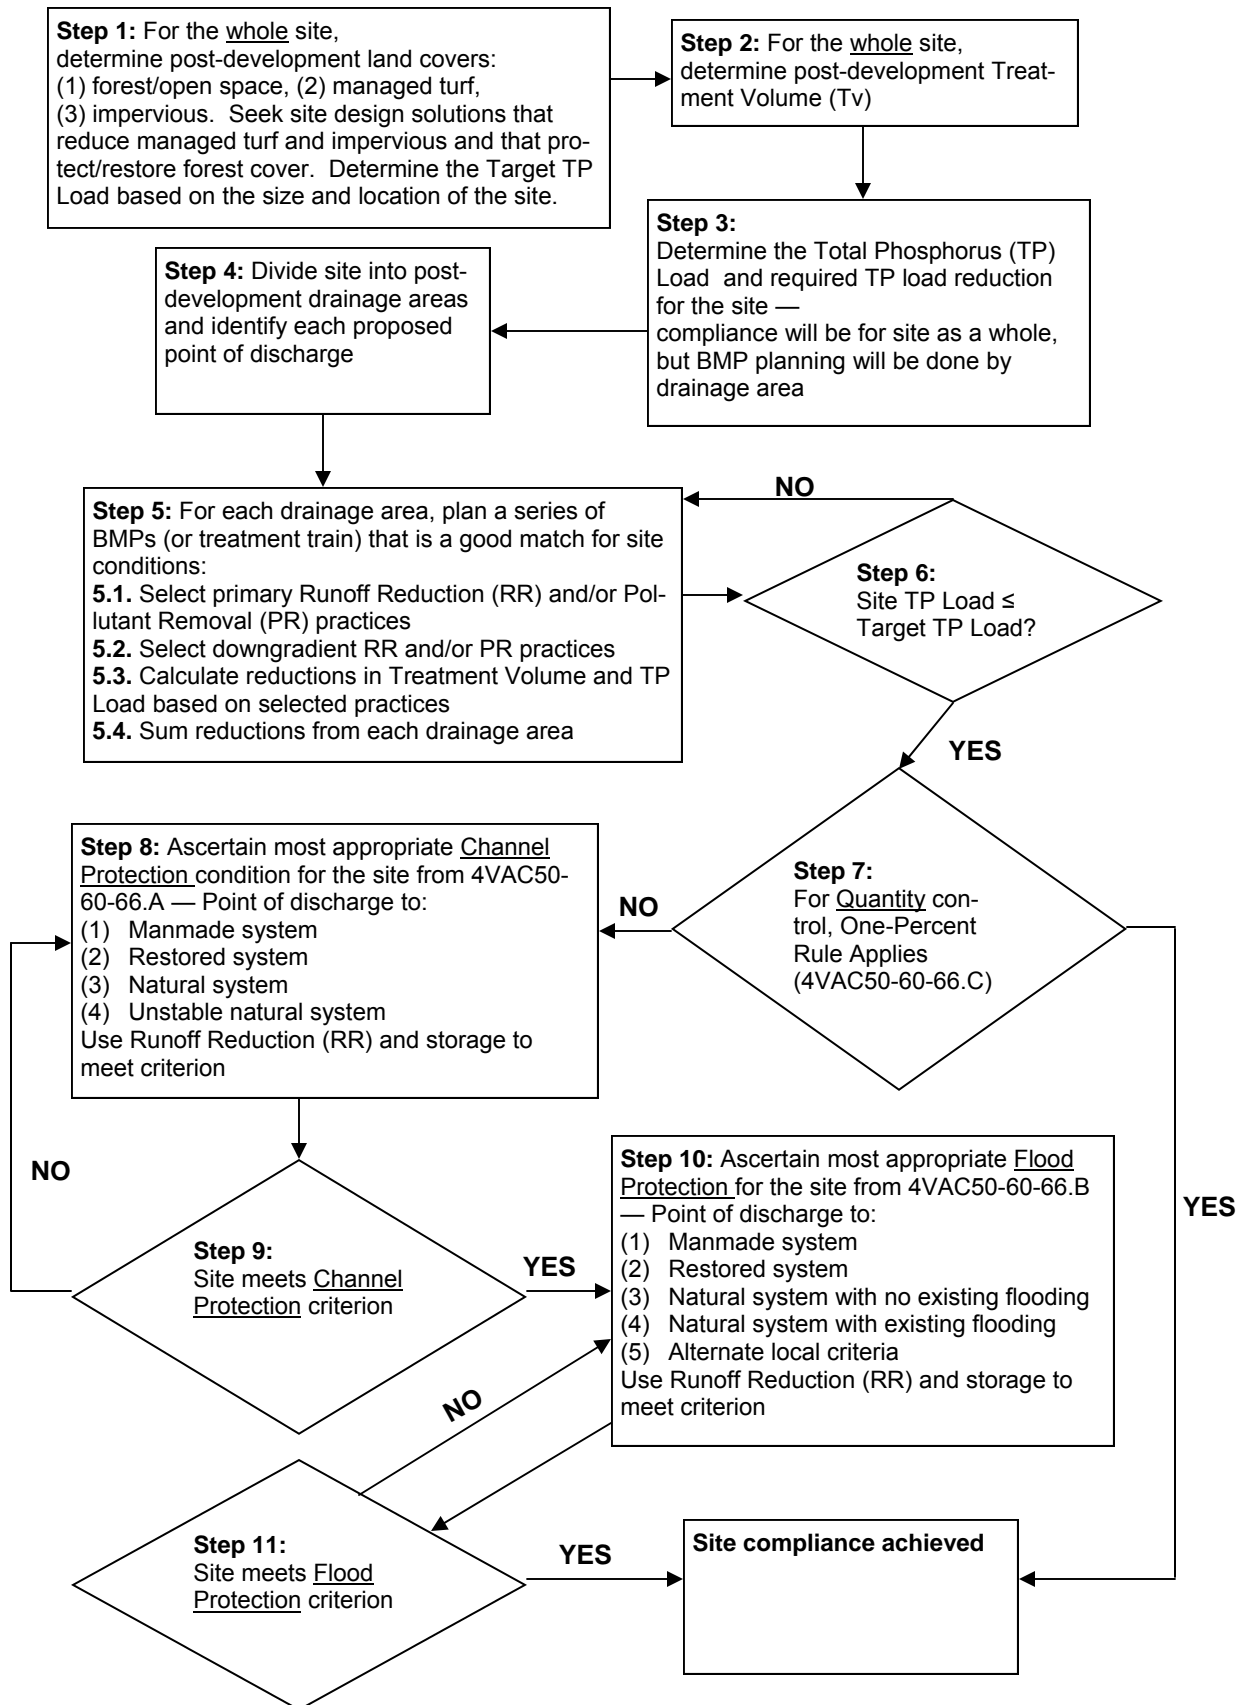 Step 1: For the whole site,
determine post-development land covers:
(1) forest/open space, (2) managed turf,
(3) impervious. Seek site design solutions that
reduce managed turf and impervious and that pro-
tect/restore forest cover. Determine the Target TP
Load based on the size and location of the site.
Step 2: For the whole site,
determine post-development Treat-
ment Volume (Tv)
Step 3:
Determine the Total Phosphorus (TP)
Load and required TP load reduction
for the site —
compliance will be for site as a whole,
but BMP planning will be done by
drainage area
Step 4: Divide site into post-
development drainage areas
and identify each proposed
point of discharge
Step 5: For each drainage area, plan a series of
BMPs (or treatment train) that is a good match for site
conditions:
5.1. Select primary Runoff Reduction (RR) and/or Pol-
lutant Removal (PR) practices
5.2. Select downgradient RR and/or PR practices
5.3. Calculate reductions in Treatment Volume and TP
Load based on selected practices
5.4. Sum reductions from each drainage area
NO
Step 6:
Site TP Load ≤
Target TP Load?
YES
Step 7:
For Quantity con-
trol, One-Percent
Rule Applies
(4VAC50-60-66.C)
NO
YES
Step 8: Ascertain most appropriate Channel
Protection condition for the site from 4VAC50-
60-66.A — Point of discharge to:
(1) Manmade system
(2) Restored system
(3) Natural system
(4) Unstable natural system
Use Runoff Reduction (RR) and storage to
meet criterion
NO
Step 9:
Site meets Channel
Protection criterion
YES
Step 10: Ascertain most appropriate Flood
Protection for the site from 4VAC50-60-66.B
— Point of discharge to:
(1) Manmade system
(2) Restored system
(3) Natural system with no existing flooding
(4) Natural system with existing flooding
(5) Alternate local criteria
Use Runoff Reduction (RR) and storage to
meet criterion
NO
Step 11:
Site meets Flood
Protection criterion
YES
Site compliance achieved